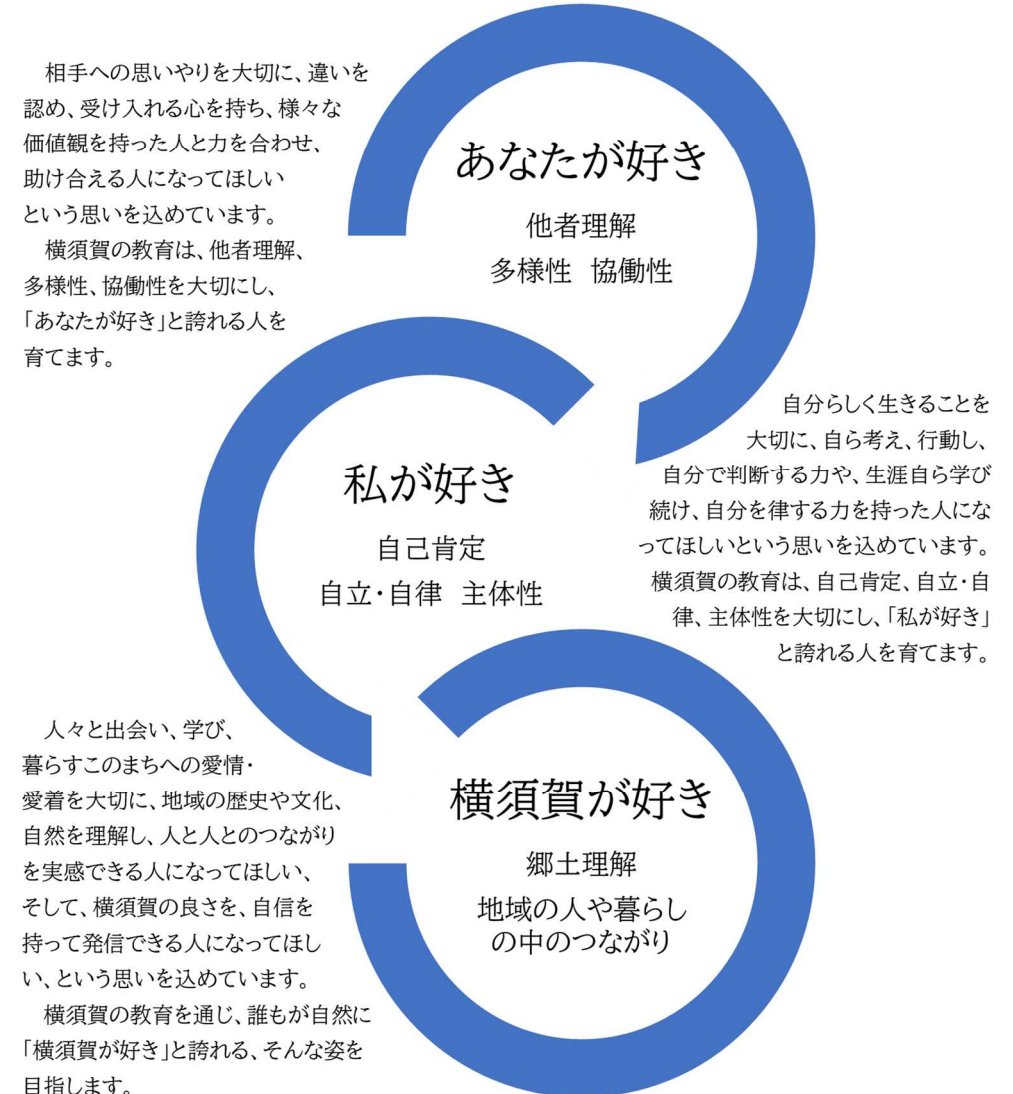 相手への思いやりを大切に、違いを
認め、受け入れる心を持ち、様々な
価値観を持った人と力を合わせ、
助け合える人になってほしい
という思いを込めています。
横須賀の教育は、他者理解、
多様性、協働性を大切にし、
「あなたが好き」と誇れる人を
育てます。
あなたが好き
他者理解
多様性 協働性
私が好き
自己肯定
自立・自律 主体性
自分らしく生きることを
大切に、自ら考え、行動し、
自分で判断する力や、生涯自ら学び
続け、自分を律する力を持った人にな
ってほしいという思いを込めています。
横須賀の教育は、自己肯定、自立・自
律、主体性を大切にし、「私が好き」
と誇れる人を育てます。
人々と出会い、学び、
暮らすこのまちへの愛情・
愛着を大切に、地域の歴史や文化、
自然を理解し、人と人とのつながり
を実感できる人になってほしい、
そして、横須賀の良さを、自信を
持って発信できる人になってほし
い、という思いを込めています。
横須賀の教育を通じ、誰もが自然に
「横須賀が好き」と誇れる、そんな姿を
目指します。
横須賀が好き
郷土理解
地域の人や暮らし
の中のつながり